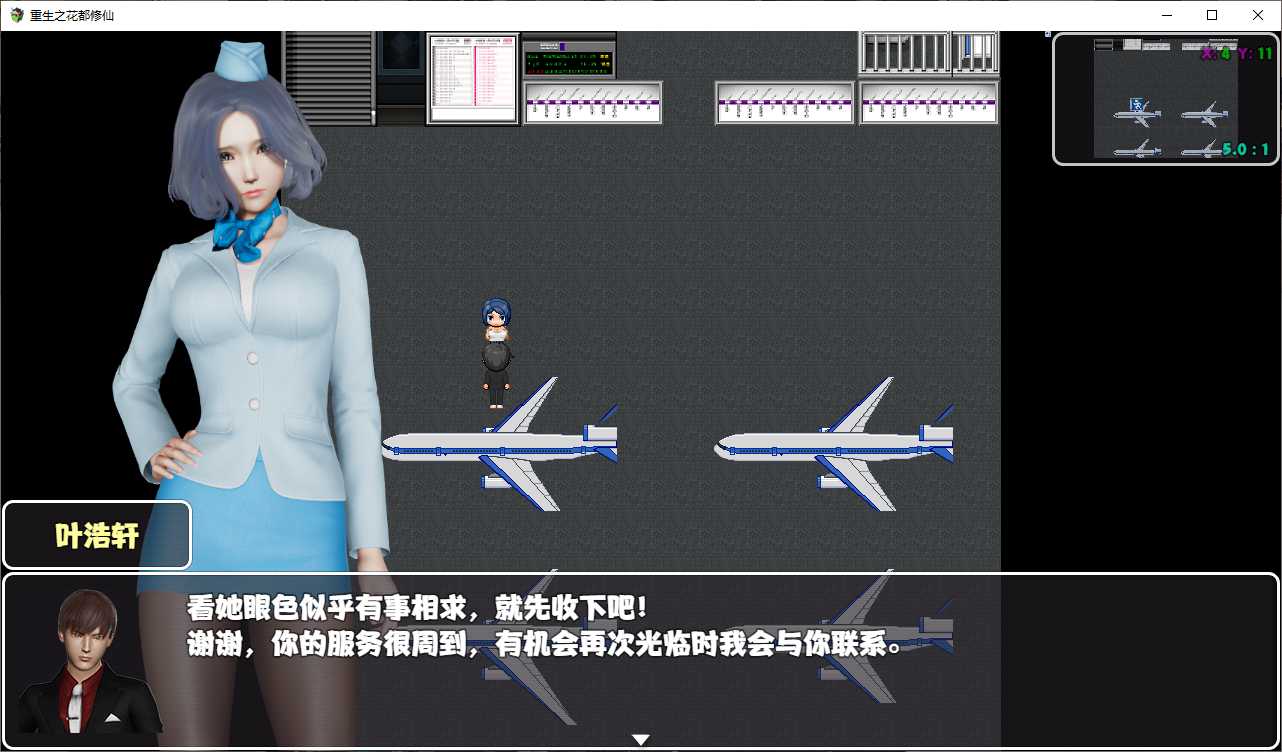 重生之花都修仙
X: 4 Y: 11
5.0 : 1
叶浩轩
看她眼色似乎有事相求，就先收下吧！
谢谢，你的服务很周到，有机会再次光临时我会与你联系。